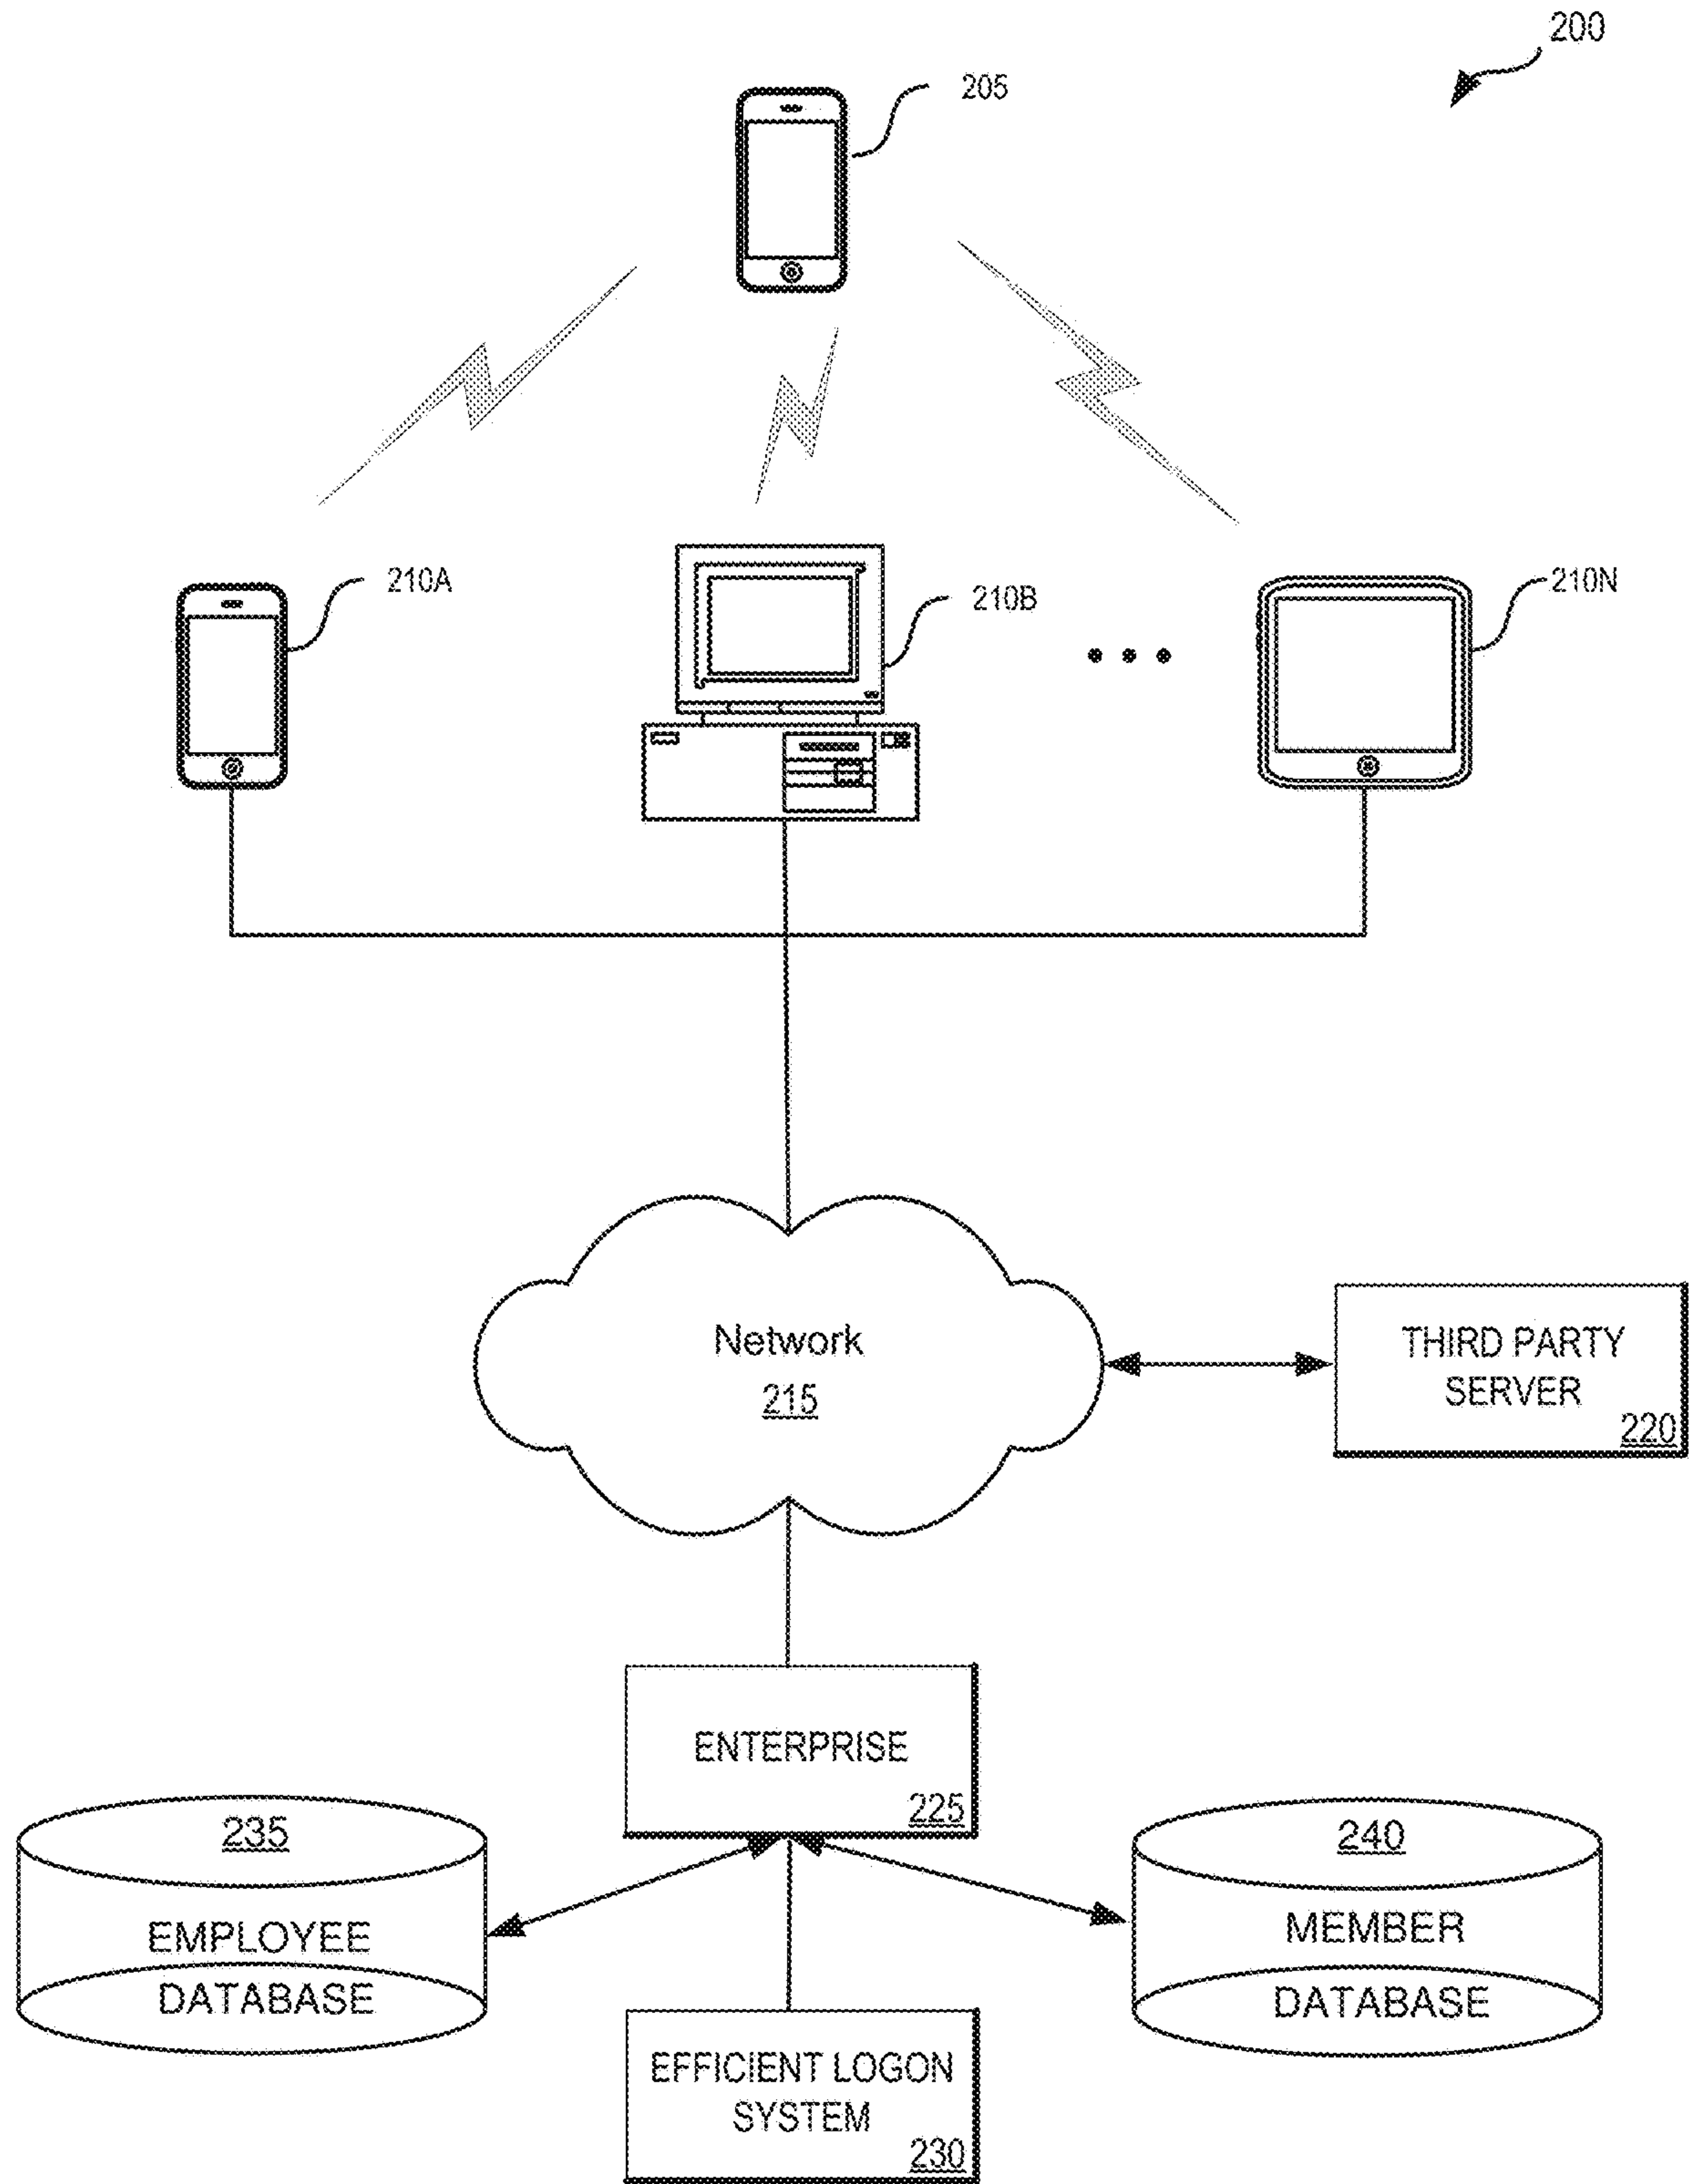 200
205
210A
210B
210N
Network
215
THIRD PARTY
SERVER
220
ENTERPRISE
225
235
EMPLOYEE
DATABASE
240
MEMBER
DATABASE
EFFICIENT LOGON
SYSTEM
230